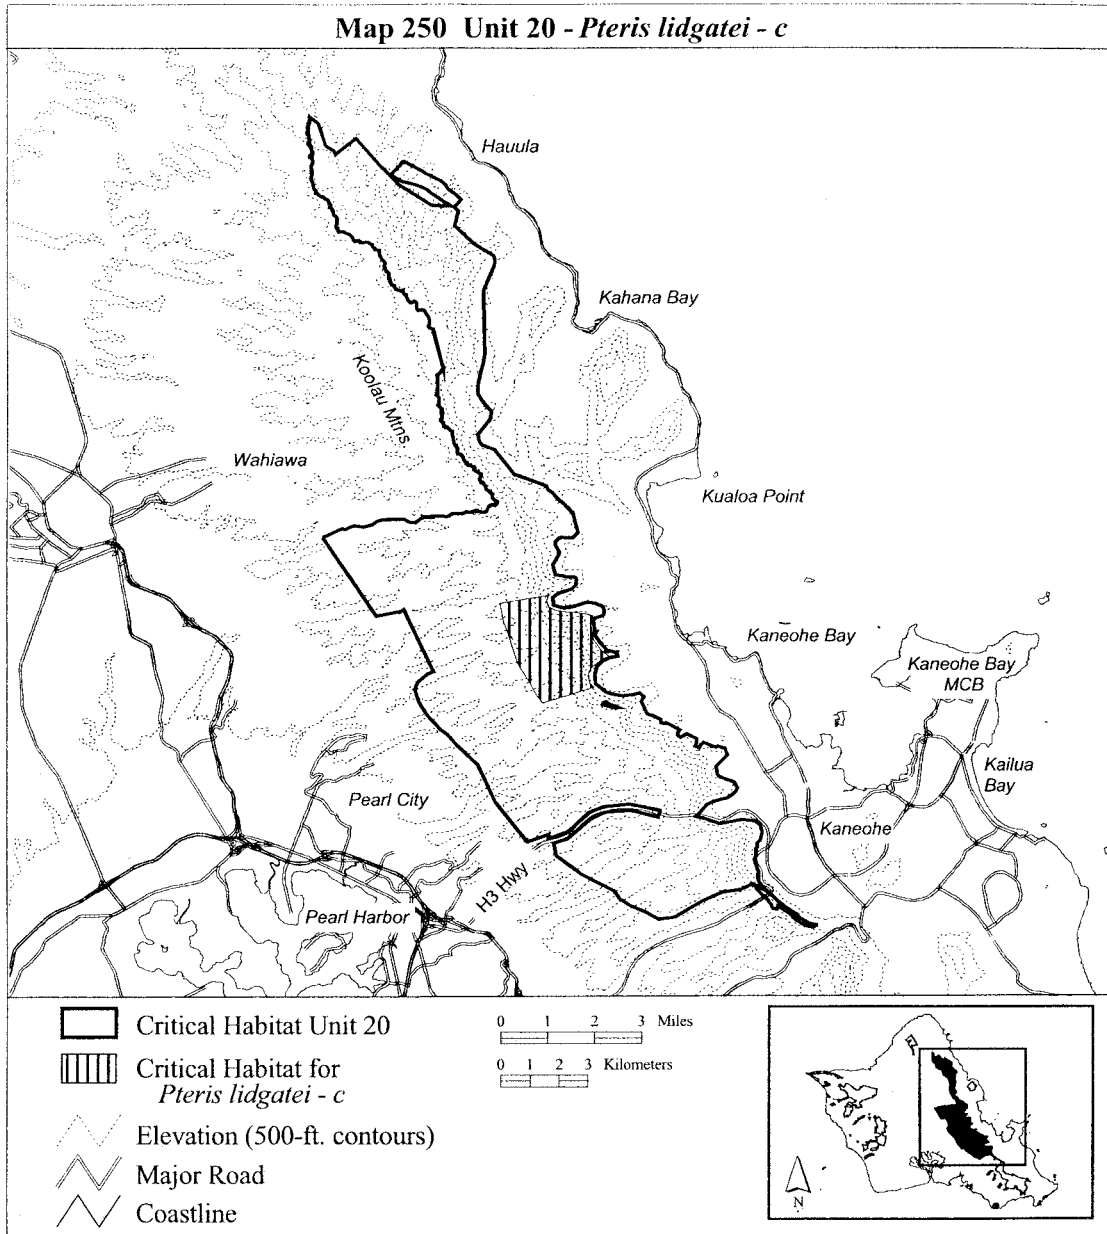 Map 250 Unit 20 - Pteris lidgatei - c
Hauula
Kahana Bay
Koolau Mtns.
Wahiawa
Kualoa Point
Kaneohe Bay
Kaneohe Bay
MCB
Kailua
Bay
Pearl City
Kaneohe
H3 Hwy
Pearl Harbor
Critical Habitat Unit 20
Critical Habitat for
Pteris lidgatei - c
Elevation (500-ft. contours)
Major Road
Coastline
0 1 2 3 Miles
0 1 2 3 Kilometers
N